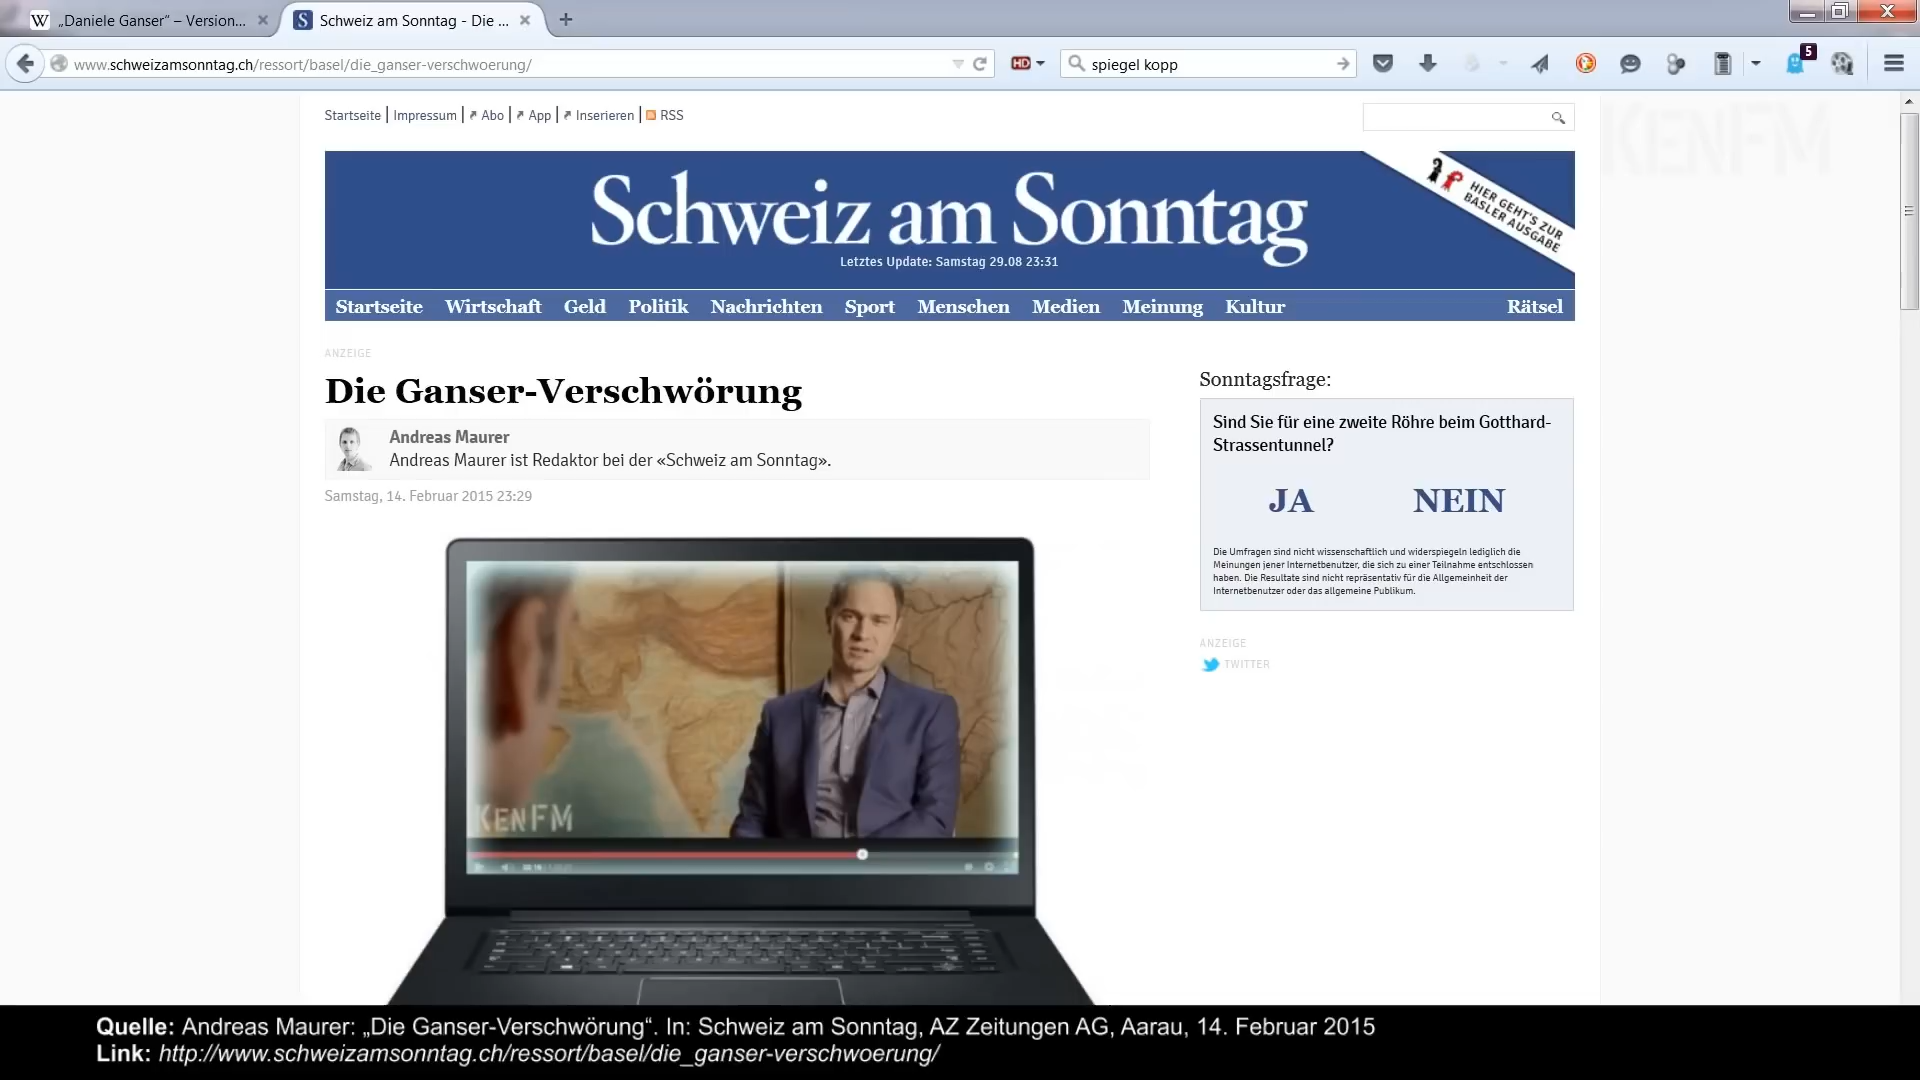 „Daniele Ganser“ – Version...
Schweiz am Sonntag - Die ...
www.schweizamsonntag.ch/ressort/basel/die_ganser-verschwoerung/
HD
spiegel kopp
5
Startseite | Impressum | Abo | App | Inserieren | RSS
KENFM
HIER GEHT'S ZUR
BASLER AUSGABE
Schweiz am Sonntag
Letztes Update: Samstag 29.08 23:31
Startseite Wirtschaft Geld Politik Nachrichten Sport Menschen Medien Meinung Kultur Rätsel
ANZEIGE
Die Ganser-Verschwörung
Andreas Maurer
Andreas Maurer ist Redaktor bei der «Schweiz am Sonntag».
Samstag, 14. Februar 2015 23:29
KENFM
Sonntagsfrage:
Sind Sie für eine zweite Röhre beim Gotthard-
Strassentunnel?
JA NEIN
Die Umfragen sind nicht wissenschaftlich und widerspiegeln lediglich die
Meinungen jener Internetbenutzer, die sich zu einer Teilnahme entschlossen
haben. Die Resultate sind nicht repräsentativ für die Allgemeinheit der
Internetbenutzer oder das allgemeine Publikum.
ANZEIGE
TWITTER
Quelle: Andreas Maurer: „Die Ganser-Verschwörung“. In: Schweiz am Sonntag, AZ Zeitungen AG, Aarau, 14. Februar 2015
Link: http://www.schweizamsonntag.ch/ressort/basel/die_ganser-verschwoerung/